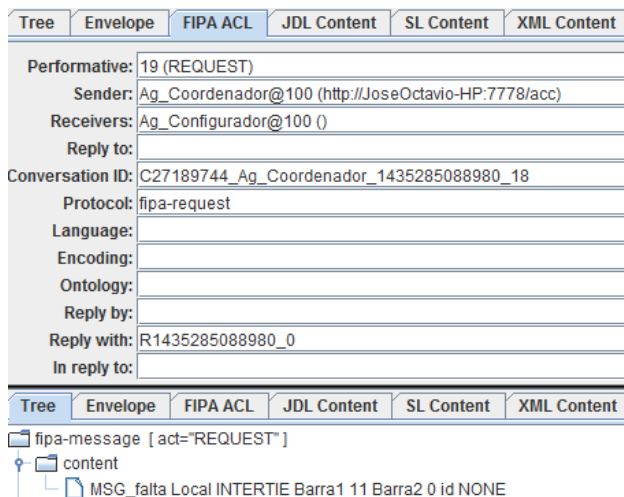 Tree Envelope FIPA ACL JDL Content SL Content XML Content
Performative: 19 (REQUEST)
Sender: Ag_Coordenador@100 (http://JoseOctavio-HP:7778/acc)
Receivers: Ag_Configurador@100 ()
Reply to:
Conversation ID: C27189744_Ag_Coordenador_1435285088980_18
Protocol: fipa-request
Language:
Encoding:
Ontology:
Reply by:
Reply with: R1435285088980_0
In reply to:
Tree Envelope FIPA ACL JDL Content SL Content XML Content
fipa-message [ act="REQUEST" ]
content
MSG_falta Local INTERTIE Barra1 11 Barra2 0 id NONE